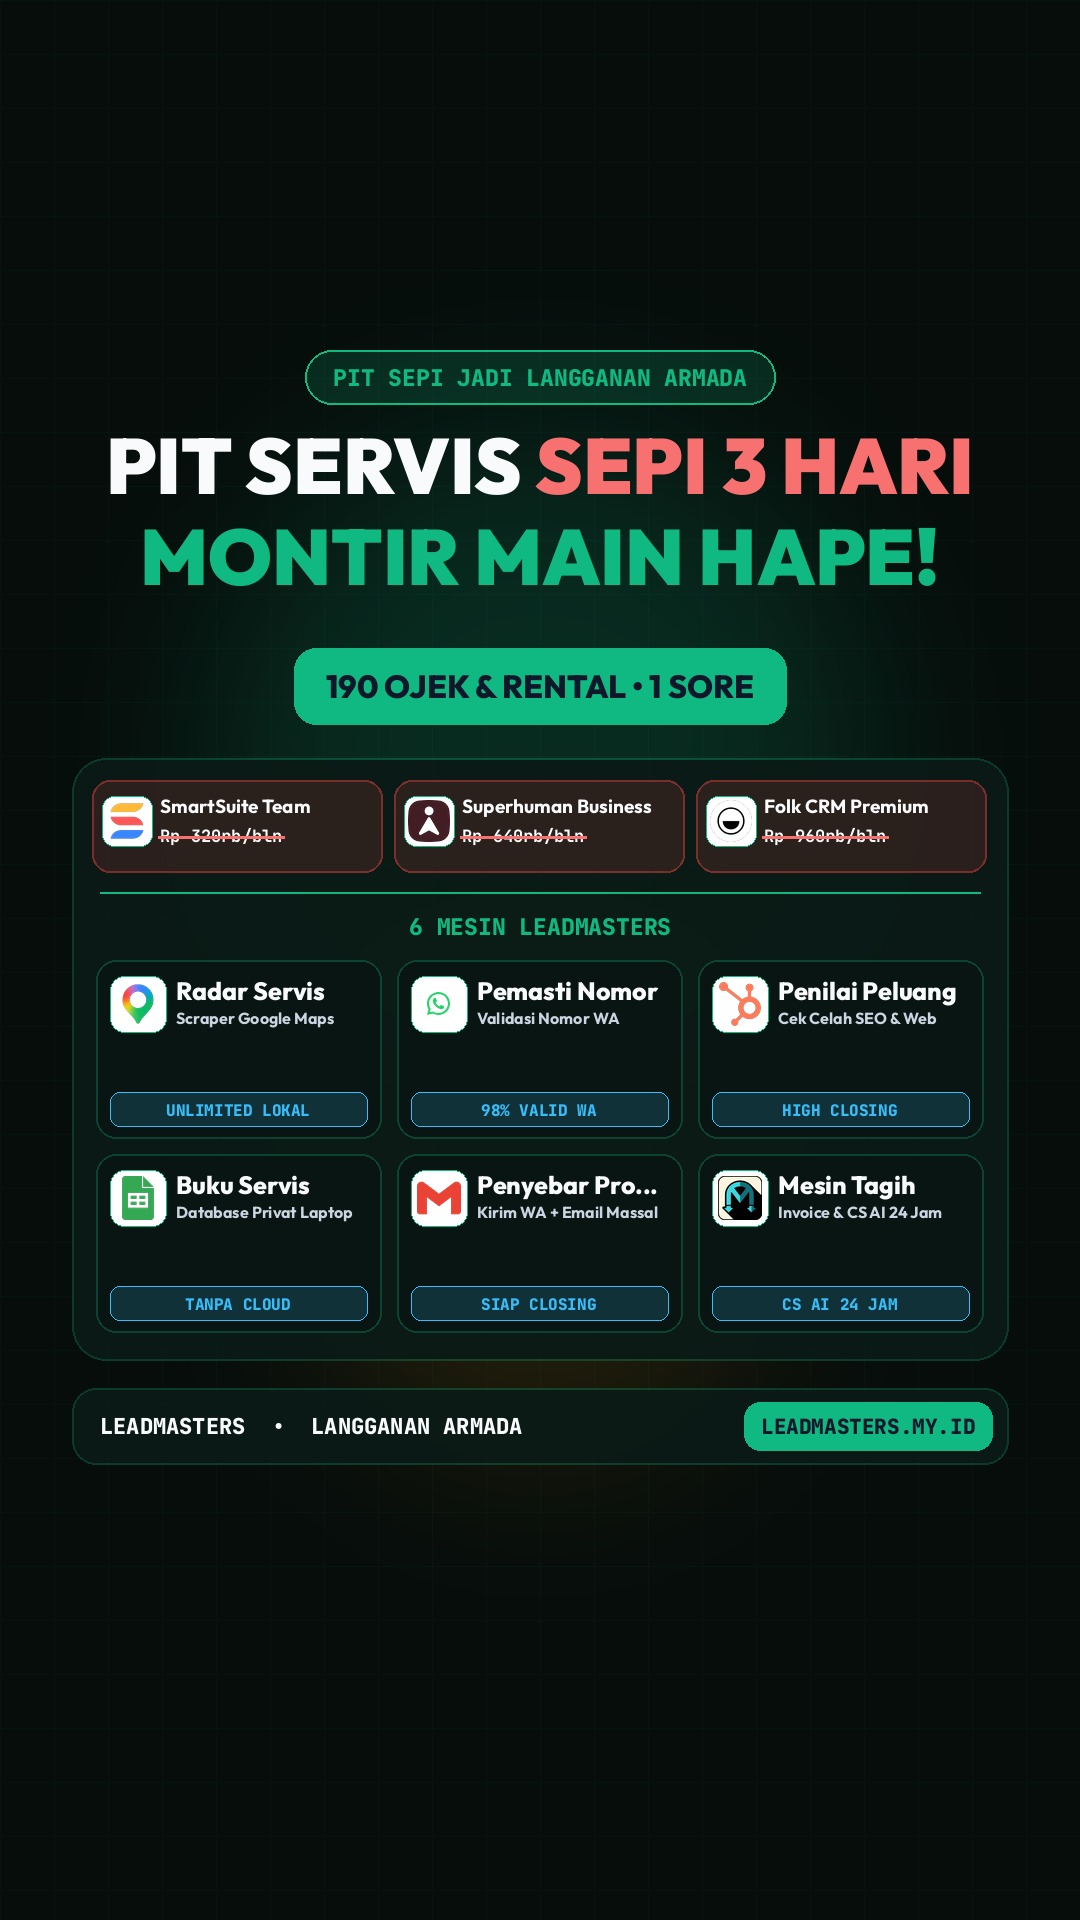 PIT SEPI JADI LANGGANAN ARMADA
PIT SERVIS SEPI 3 HARI
MONTIR MAIN HAPE!
190 OJEK & RENTAL • 1 SORE
SmartSuite Team
Rp 320rb/bln
Superhuman Business
Rp 640rb/bln
Folk CRM Premium
Rp 960rb/bln
6 MESIN LEADMASTERS
Radar Servis
Scraper Google Maps
UNLIMITED LOKAL
Pemasti Nomor
Validasi Nomor WA
98% VALID WA
Penilai Peluang
Cek Celah SEO & Web
HIGH CLOSING
Buku Servis
Database Privat Laptop
TANPA CLOUD
Penyebar Pro...
Kirim WA + Email Massal
SIAP CLOSING
Mesin Tagih
Invoice & CS AI 24 Jam
CS AI 24 JAM
LEADMASTERS • LANGGANAN ARMADA
LEADMASTERS.MY.ID